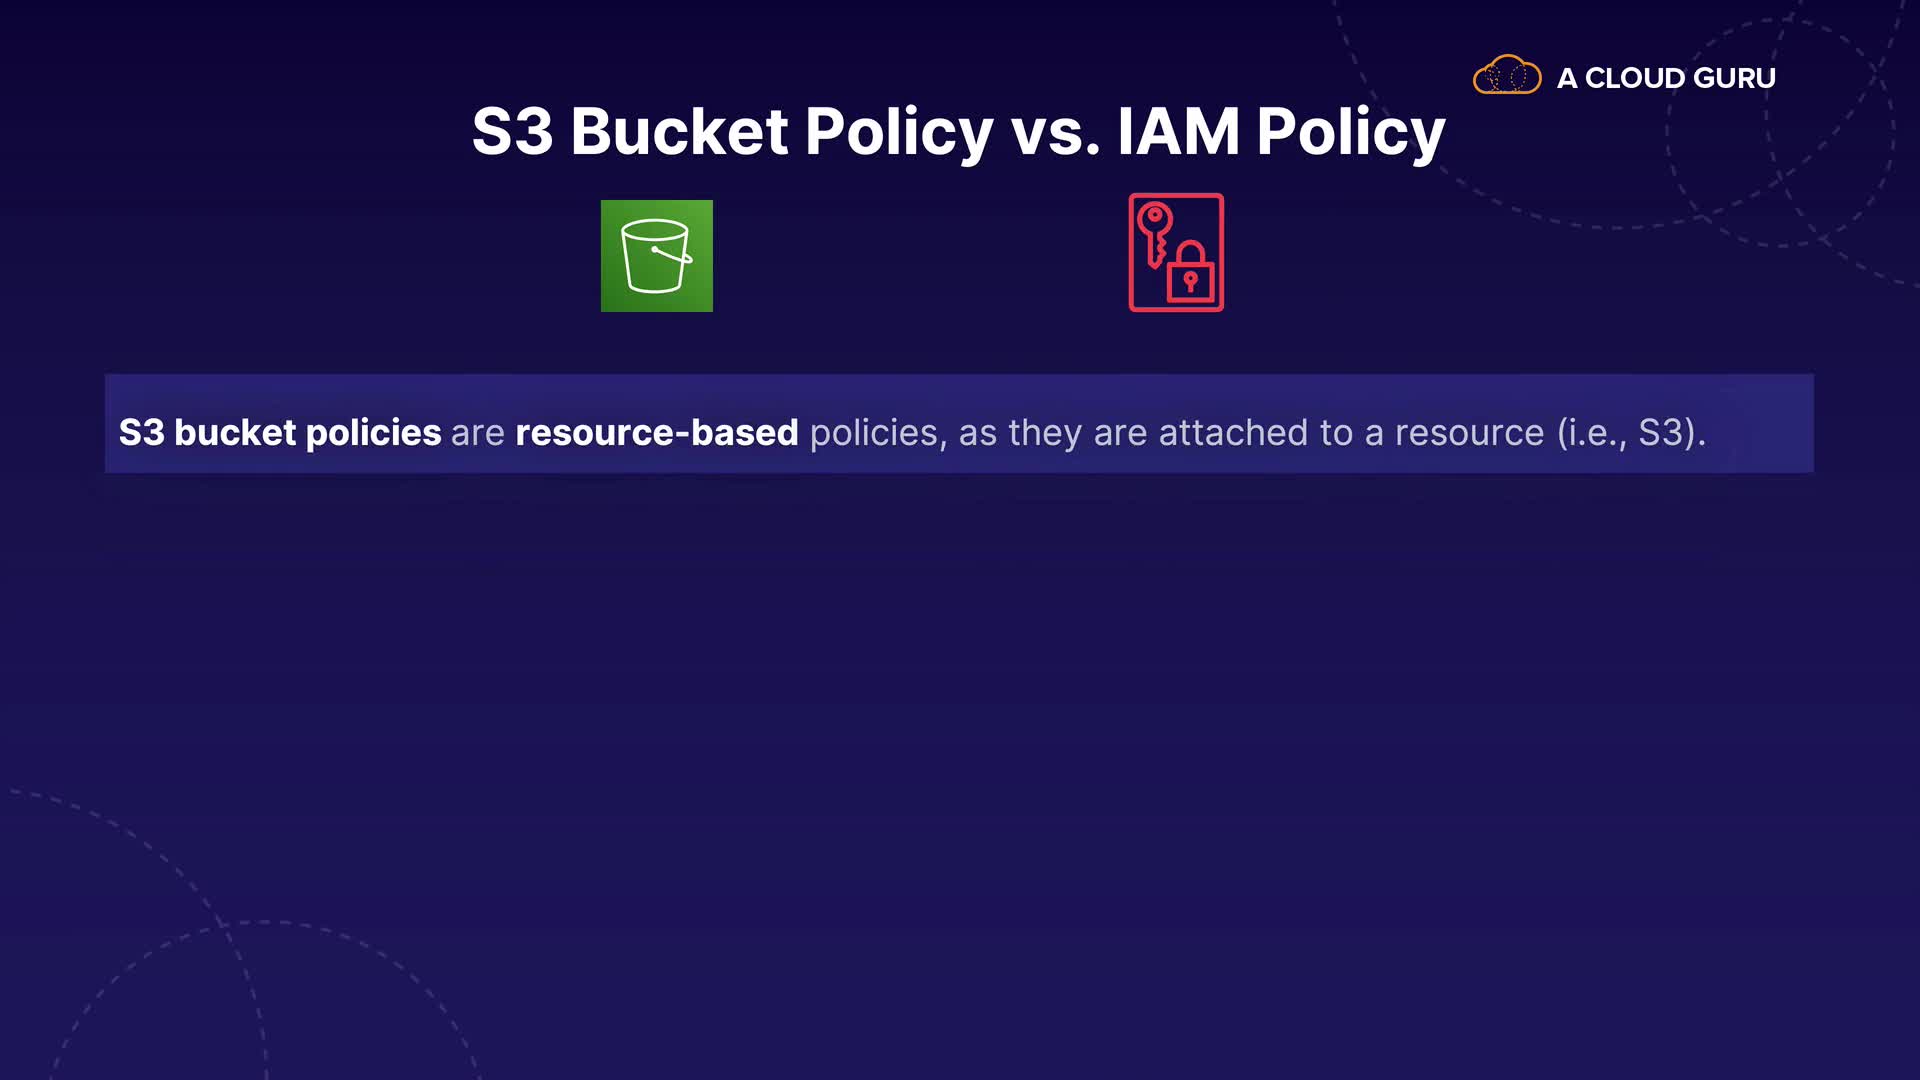 A CLOUD GURU
S3 Bucket Policy vs. IAM Policy
S3 bucket policies are resource-based policies, as they are attached to a resource (i.e., S3).